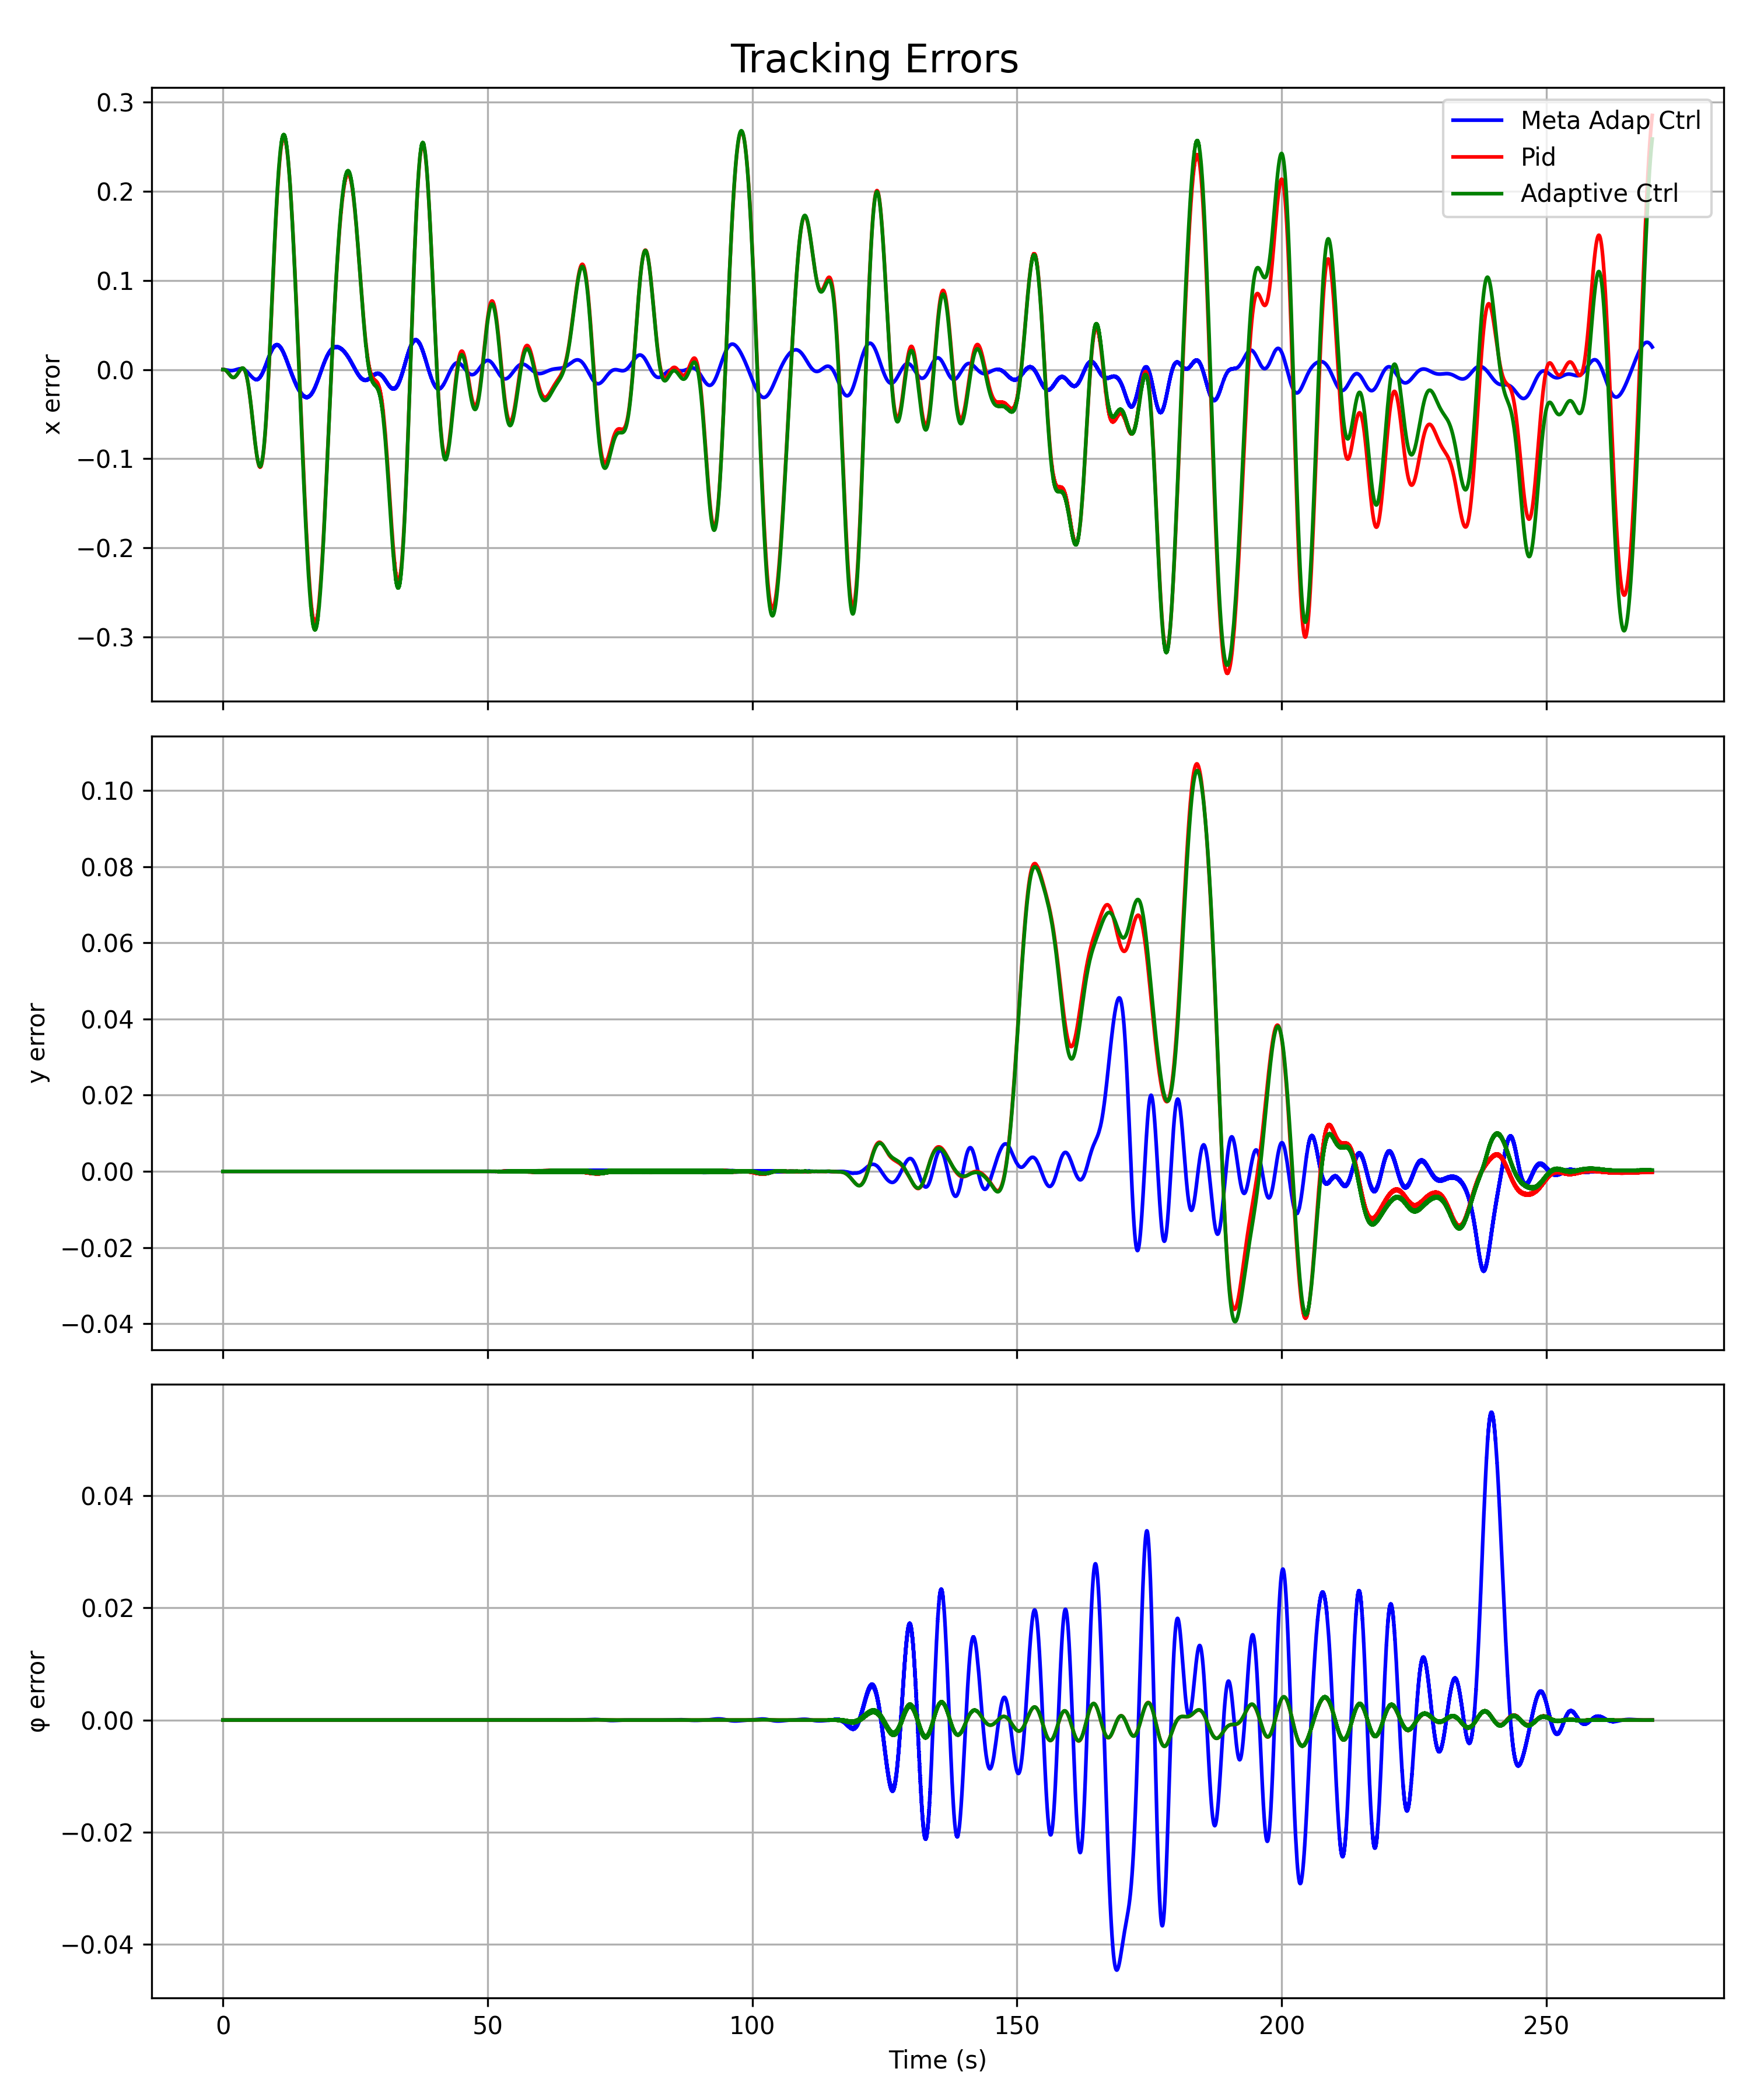 Tracking Errors
0.3
0.2
0.1
0.0
−0.1
−0.2
−0.3
x error
Meta Adap Ctrl
Pid
Adaptive Ctrl
0.10
0.08
0.06
0.04
0.02
0.00
−0.02
−0.04
y error
0.04
0.02
0.00
−0.02
−0.04
φ error
0 50 100 150 200 250
Time (s)